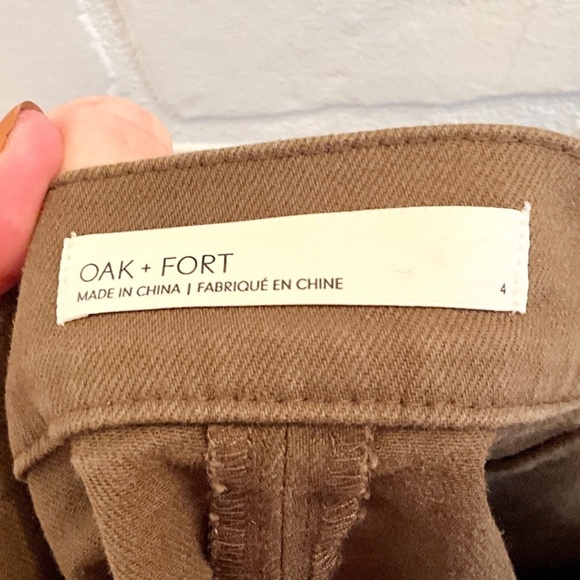 OAK + FORT
MADE IN CHINA | FABRIQUÉ EN CHINE
4